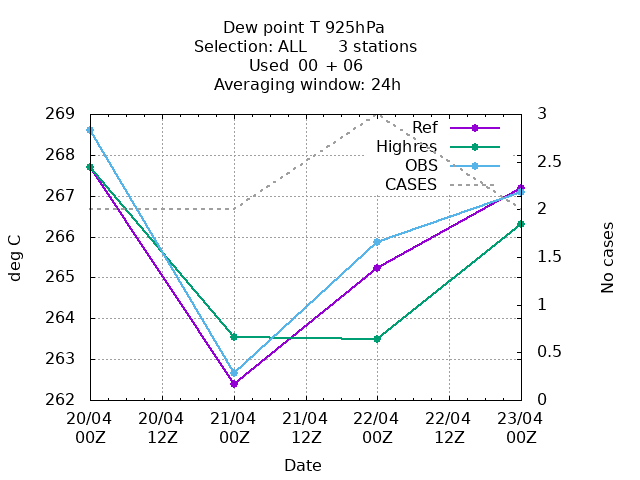 Dew point T 925hPa
Selection: ALL 3 stations
Used 00 + 06
Averaging window: 24h
269
268
267
266
265
264
263
262
deg C
3
2.5
2
1.5
1
0.5
0
No cases
Ref
Highres
OBS
CASES
20/04 20/04 21/04 21/04 22/04 22/04 23/04
00Z 12Z 00Z 12Z 00Z 12Z 00Z
Date